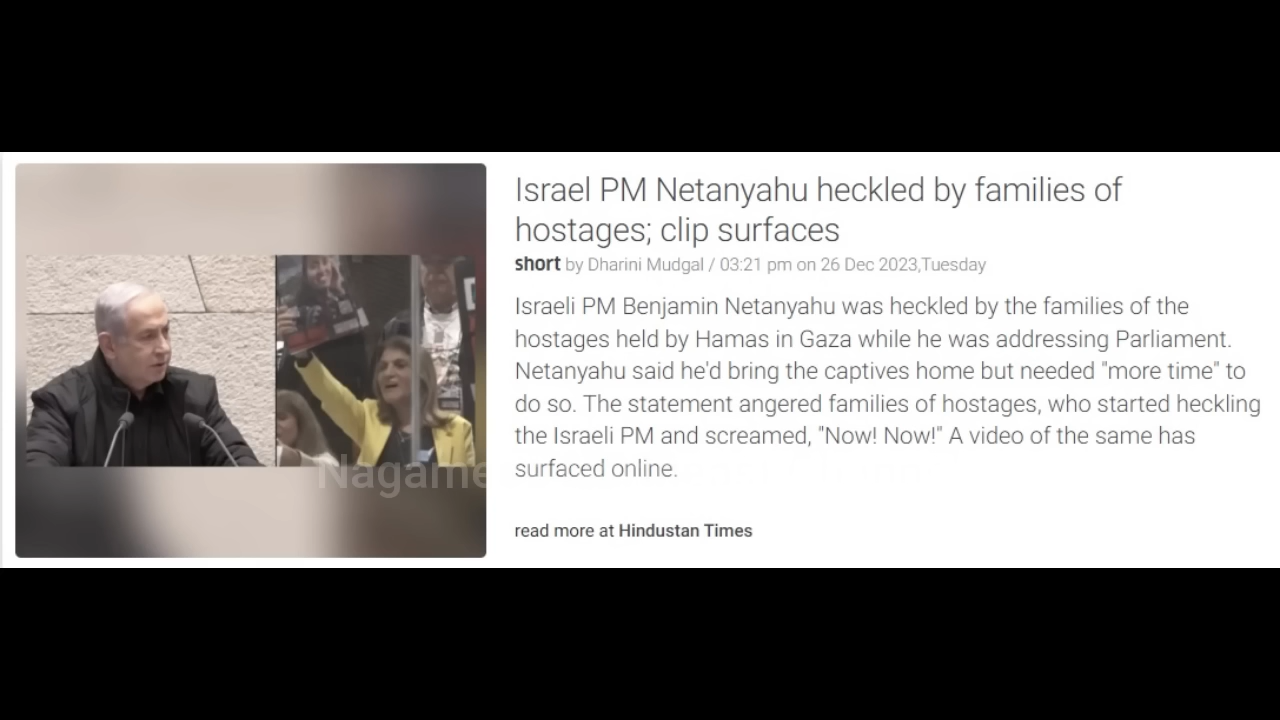 Israel PM Netanyahu heckled by families of
hostages; clip surfaces
short by Dharini Mudgal / 03:21 pm on 26 Dec 2023,Tuesday
Israeli PM Benjamin Netanyahu was heckled by the families of the
hostages held by Hamas in Gaza while he was addressing Parliament.
Netanyahu said he'd bring the captives home but needed "more time" to
do so. The statement angered families of hostages, who started heckling
the Israeli PM and screamed, "Now! Now!" A video of the same has
surfaced online.
read more at Hindustan Times